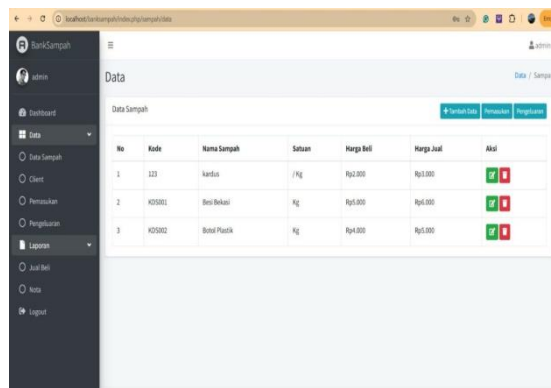 localhost/banksampah/index.php/sampah/data
BankSampah
admin
admin
Dashboard
Data
Data Sampah
Client
Pemasukan
Pengeluaran
Laporan
Jual Beli
Nota
Logout
Data
Data / Sampa
Data Sampah
+ Tambah Data Pemasukan Pengeluaran
No Kode Nama Sampah Satuan Harga Beli Harga Jual Aksi
1 123 kardus / Kg Rp2.000 Rp3.000
2 KDS001 Besi Bekasi Kg Rp5.000 Rp6.000
3 KDS002 Botol Plastik Kg Rp4.000 Rp5.000